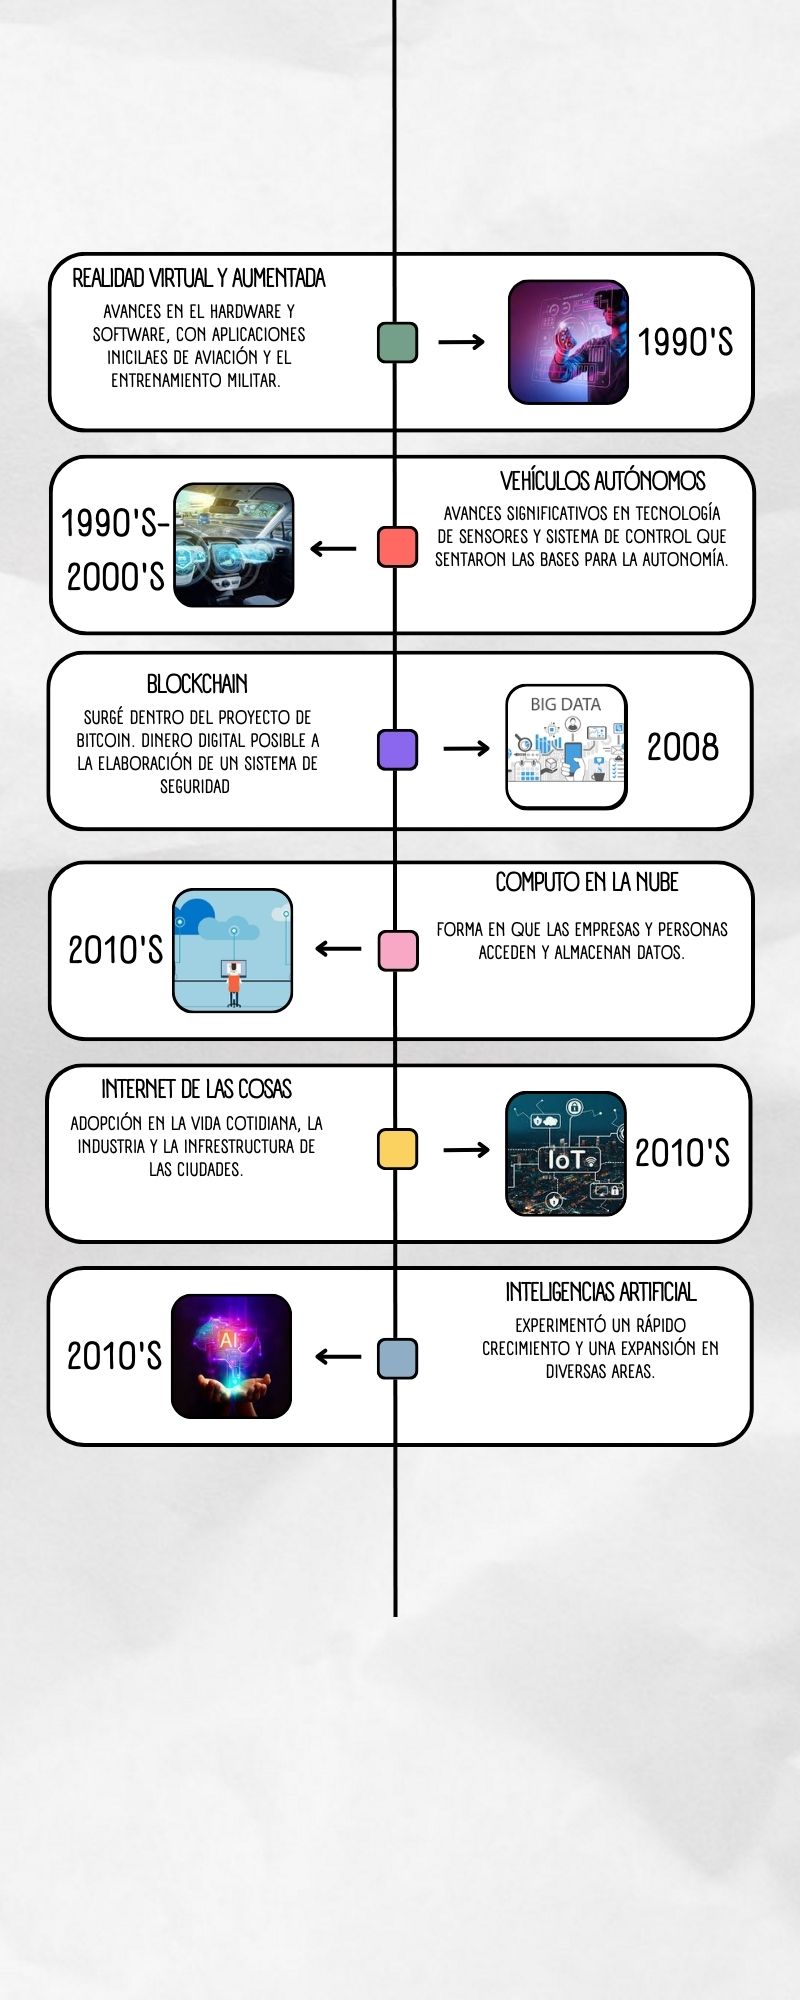 REALIDAD VIRTUAL Y AUMENTADA
AVANCES EN EL HARDWARE Y
SOFTWARE, CON APLICACIONES
INICILAES DE AVIACIÓN Y EL
ENTRENAMIENTO MILITAR.
1990'S
VEHÍCULOS AUTÓNOMOS
AVANCES SIGNIFICATIVOS EN TECNOLOGÍA
DE SENSORES Y SISTEMA DE CONTROL QUE
SENTARON LAS BASES PARA LA AUTONOMÍA.
1990'S-
2000'S
BLOCKCHAIN
SURGÉ DENTRO DEL PROYECTO DE
BITCOIN. DINERO DIGITAL POSIBLE A
LA ELABORACIÓN DE UN SISTEMA DE
SEGURIDAD
BIG DATA
2008
COMPUTO EN LA NUBE
FORMA EN QUE LAS EMPRESAS Y PERSONAS
ACCEDEN Y ALMACENAN DATOS.
2010'S
INTERNET DE LAS COSAS
ADOPCIÓN EN LA VIDA COTIDIANA, LA
INDUSTRIA Y LA INFRESTRUCTURA DE
LAS CIUDADES.
IoT
2010'S
INTELIGENCIAS ARTIFICIAL
EXPERIMENTÓ UN RÁPIDO
CRECIMIENTO Y UNA EXPANSIÓN EN
DIVERSAS AREAS.
2010'S
AI